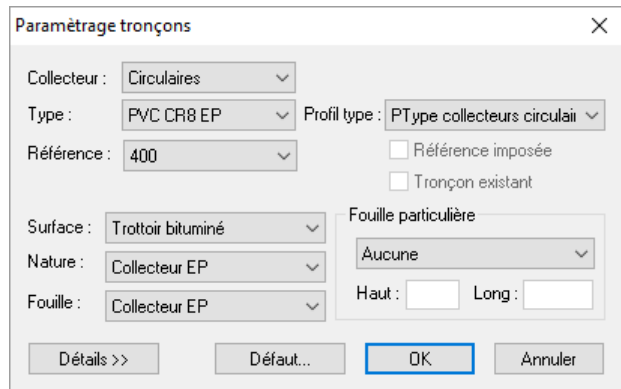 Paramètrage tronçons
Collecteur : Circulaires
Type : PVC CR8 EP Profil type : PType collecteurs circulair
Référence : 400 Référence imposée
Tronçon existant
Surface : Trottoir bituminé Fouille particulière
Nature : Collecteur EP Aucune
Fouille : Collecteur EP Haut : Long :
Détails >> Défaut... OK Annuler